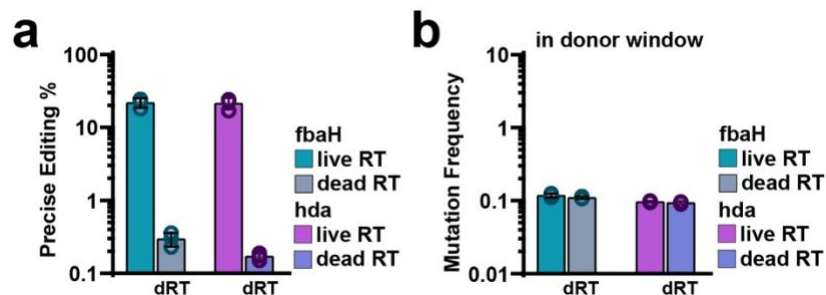 a
Precise Editing %
100
10
1
0.1
dRT
dRT
fbaH
live RT
dead RT
hda
live RT
dead RT
b
in donor window
Mutation Frequency
10
1
0.1
0.01
dRT
dRT
fbaH
live RT
dead RT
hda
live RT
dead RT